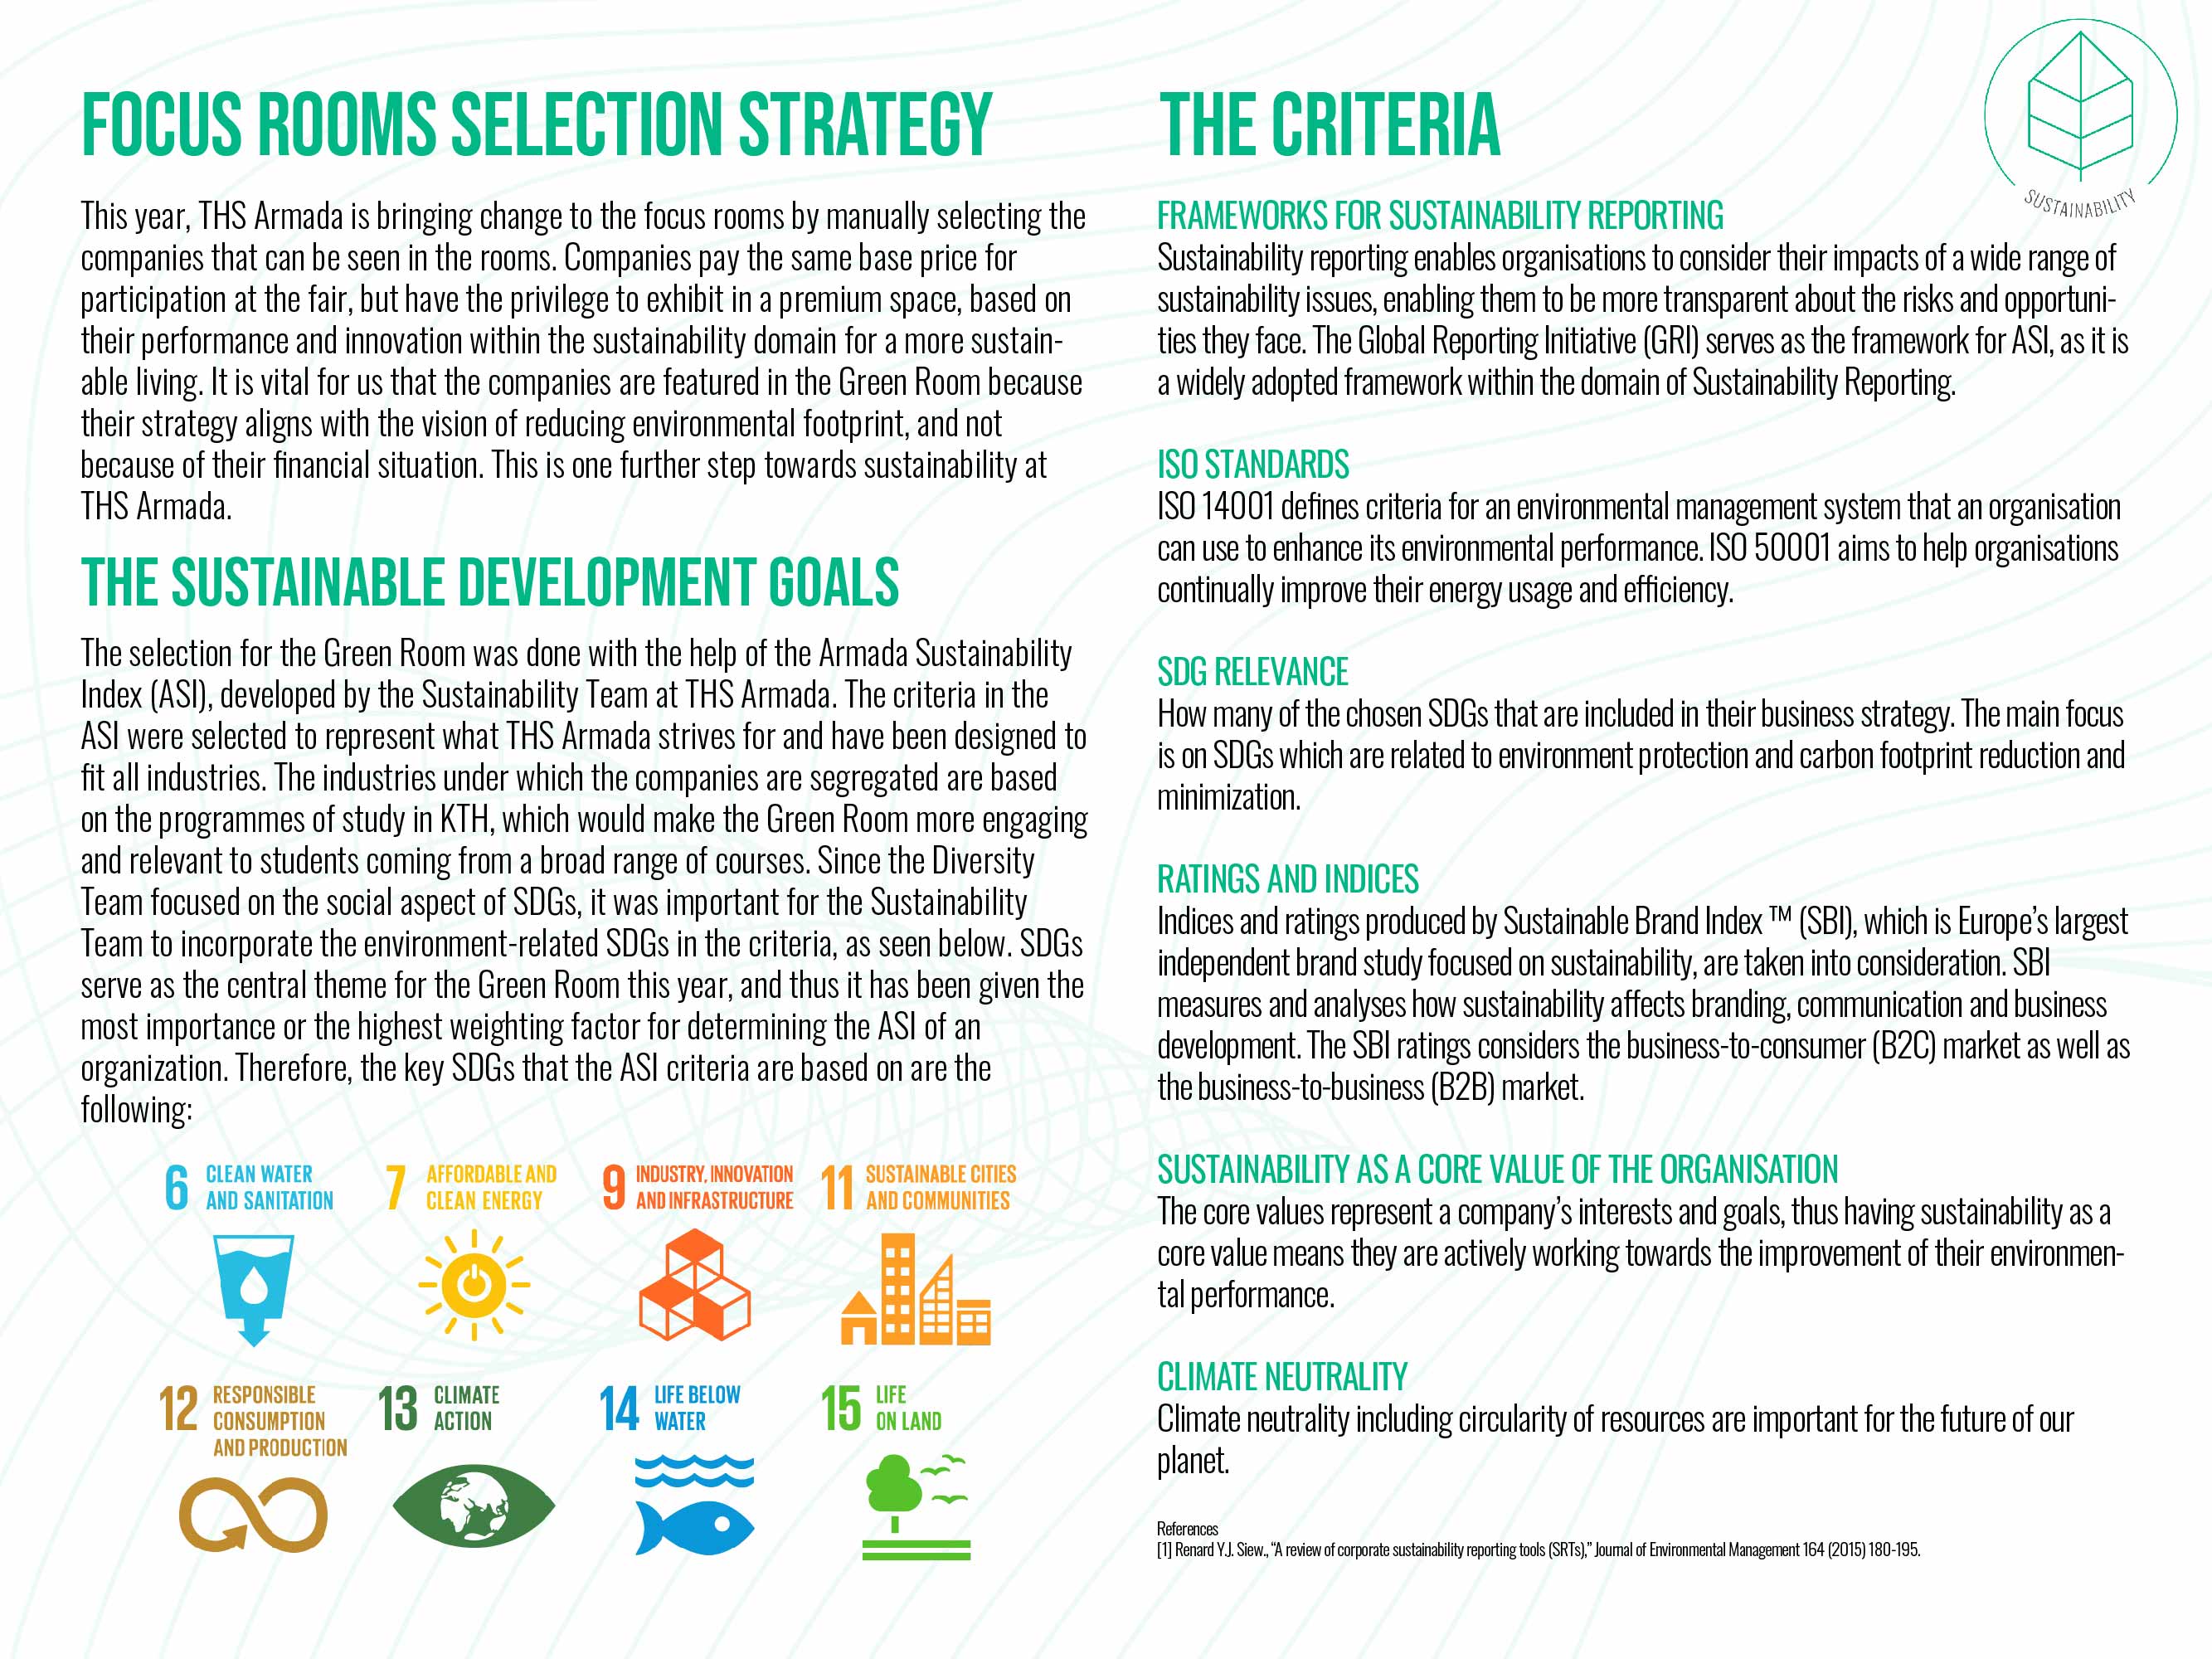 FOCUS ROOMS SELECTION STRATEGY
This year, THS Armada is bringing change to the focus rooms by manually selecting the
companies that can be seen in the rooms. Companies pay the same base price for
participation at the fair, but have the privilege to exhibit in a premium space, based on
their performance and innovation within the sustainability domain for a more sustain-
able living. It is vital for us that the companies are featured in the Green Room because
their strategy aligns with the vision of reducing environmental footprint, and not
because of their financial situation. This is one further step towards sustainability at
THS Armada.
THE SUSTAINABLE DEVELOPMENT GOALS
The selection for the Green Room was done with the help of the Armada Sustainability
Index (ASI), developed by the Sustainability Team at THS Armada. The criteria in the
ASI were selected to represent what THS Armada strives for and have been designed to
fit all industries. The industries under which the companies are segregated are based
on the programmes of study in KTH, which would make the Green Room more engaging
and relevant to students coming from a broad range of courses. Since the Diversity
Team focused on the social aspect of SDGs, it was important for the Sustainability
Team to incorporate the environment-related SDGs in the criteria, as seen below. SDGs
serve as the central theme for the Green Room this year, and thus it has been given the
most importance or the highest weighting factor for determining the ASI of an
organization. Therefore, the key SDGs that the ASI criteria are based on are the
following:
6 CLEAN WATER
AND SANITATION
7 AFFORDABLE AND
CLEAN ENERGY
9 INDUSTRY, INNOVATION
AND INFRASTRUCTURE
11 SUSTAINABLE CITIES
AND COMMUNITIES
12 RESPONSIBLE
CONSUMPTION
AND PRODUCTION
13 CLIMATE
ACTION
14 LIFE BELOW
WATER
15 LIFE
ON LAND
THE CRITERIA
SUSTAINABILITY
FRAMEWORKS FOR SUSTAINABILITY REPORTING
Sustainability reporting enables organisations to consider their impacts of a wide range of
sustainability issues, enabling them to be more transparent about the risks and opportuni-
ties they face. The Global Reporting Initiative (GRI) serves as the framework for ASI, as it is
a widely adopted framework within the domain of Sustainability Reporting.
ISO STANDARDS
ISO 14001 defines criteria for an environmental management system that an organisation
can use to enhance its environmental performance. ISO 50001 aims to help organisations
continually improve their energy usage and efficiency.
SDG RELEVANCE
How many of the chosen SDGs that are included in their business strategy. The main focus
is on SDGs which are related to environment protection and carbon footprint reduction and
minimization.
RATINGS AND INDICES
Indices and ratings produced by Sustainable Brand Index ™ (SBI), which is Europe's largest
independent brand study focused on sustainability, are taken into consideration. SBI
measures and analyses how sustainability affects branding, communication and business
development. The SBI ratings considers the business-to-consumer (B2C) market as well as
the business-to-business (B2B) market.
SUSTAINABILITY AS A CORE VALUE OF THE ORGANISATION
The core values represent a company's interests and goals, thus having sustainability as a
core value means they are actively working towards the improvement of their environmen-
tal performance.
CLIMATE NEUTRALITY
Climate neutrality including circularity of resources are important for the future of our
planet.
References
[1] Renard Y.J. Siew., “A review of corporate sustainability reporting tools (SRTs),” Journal of Environmental Management 164 (2015) 180-195.